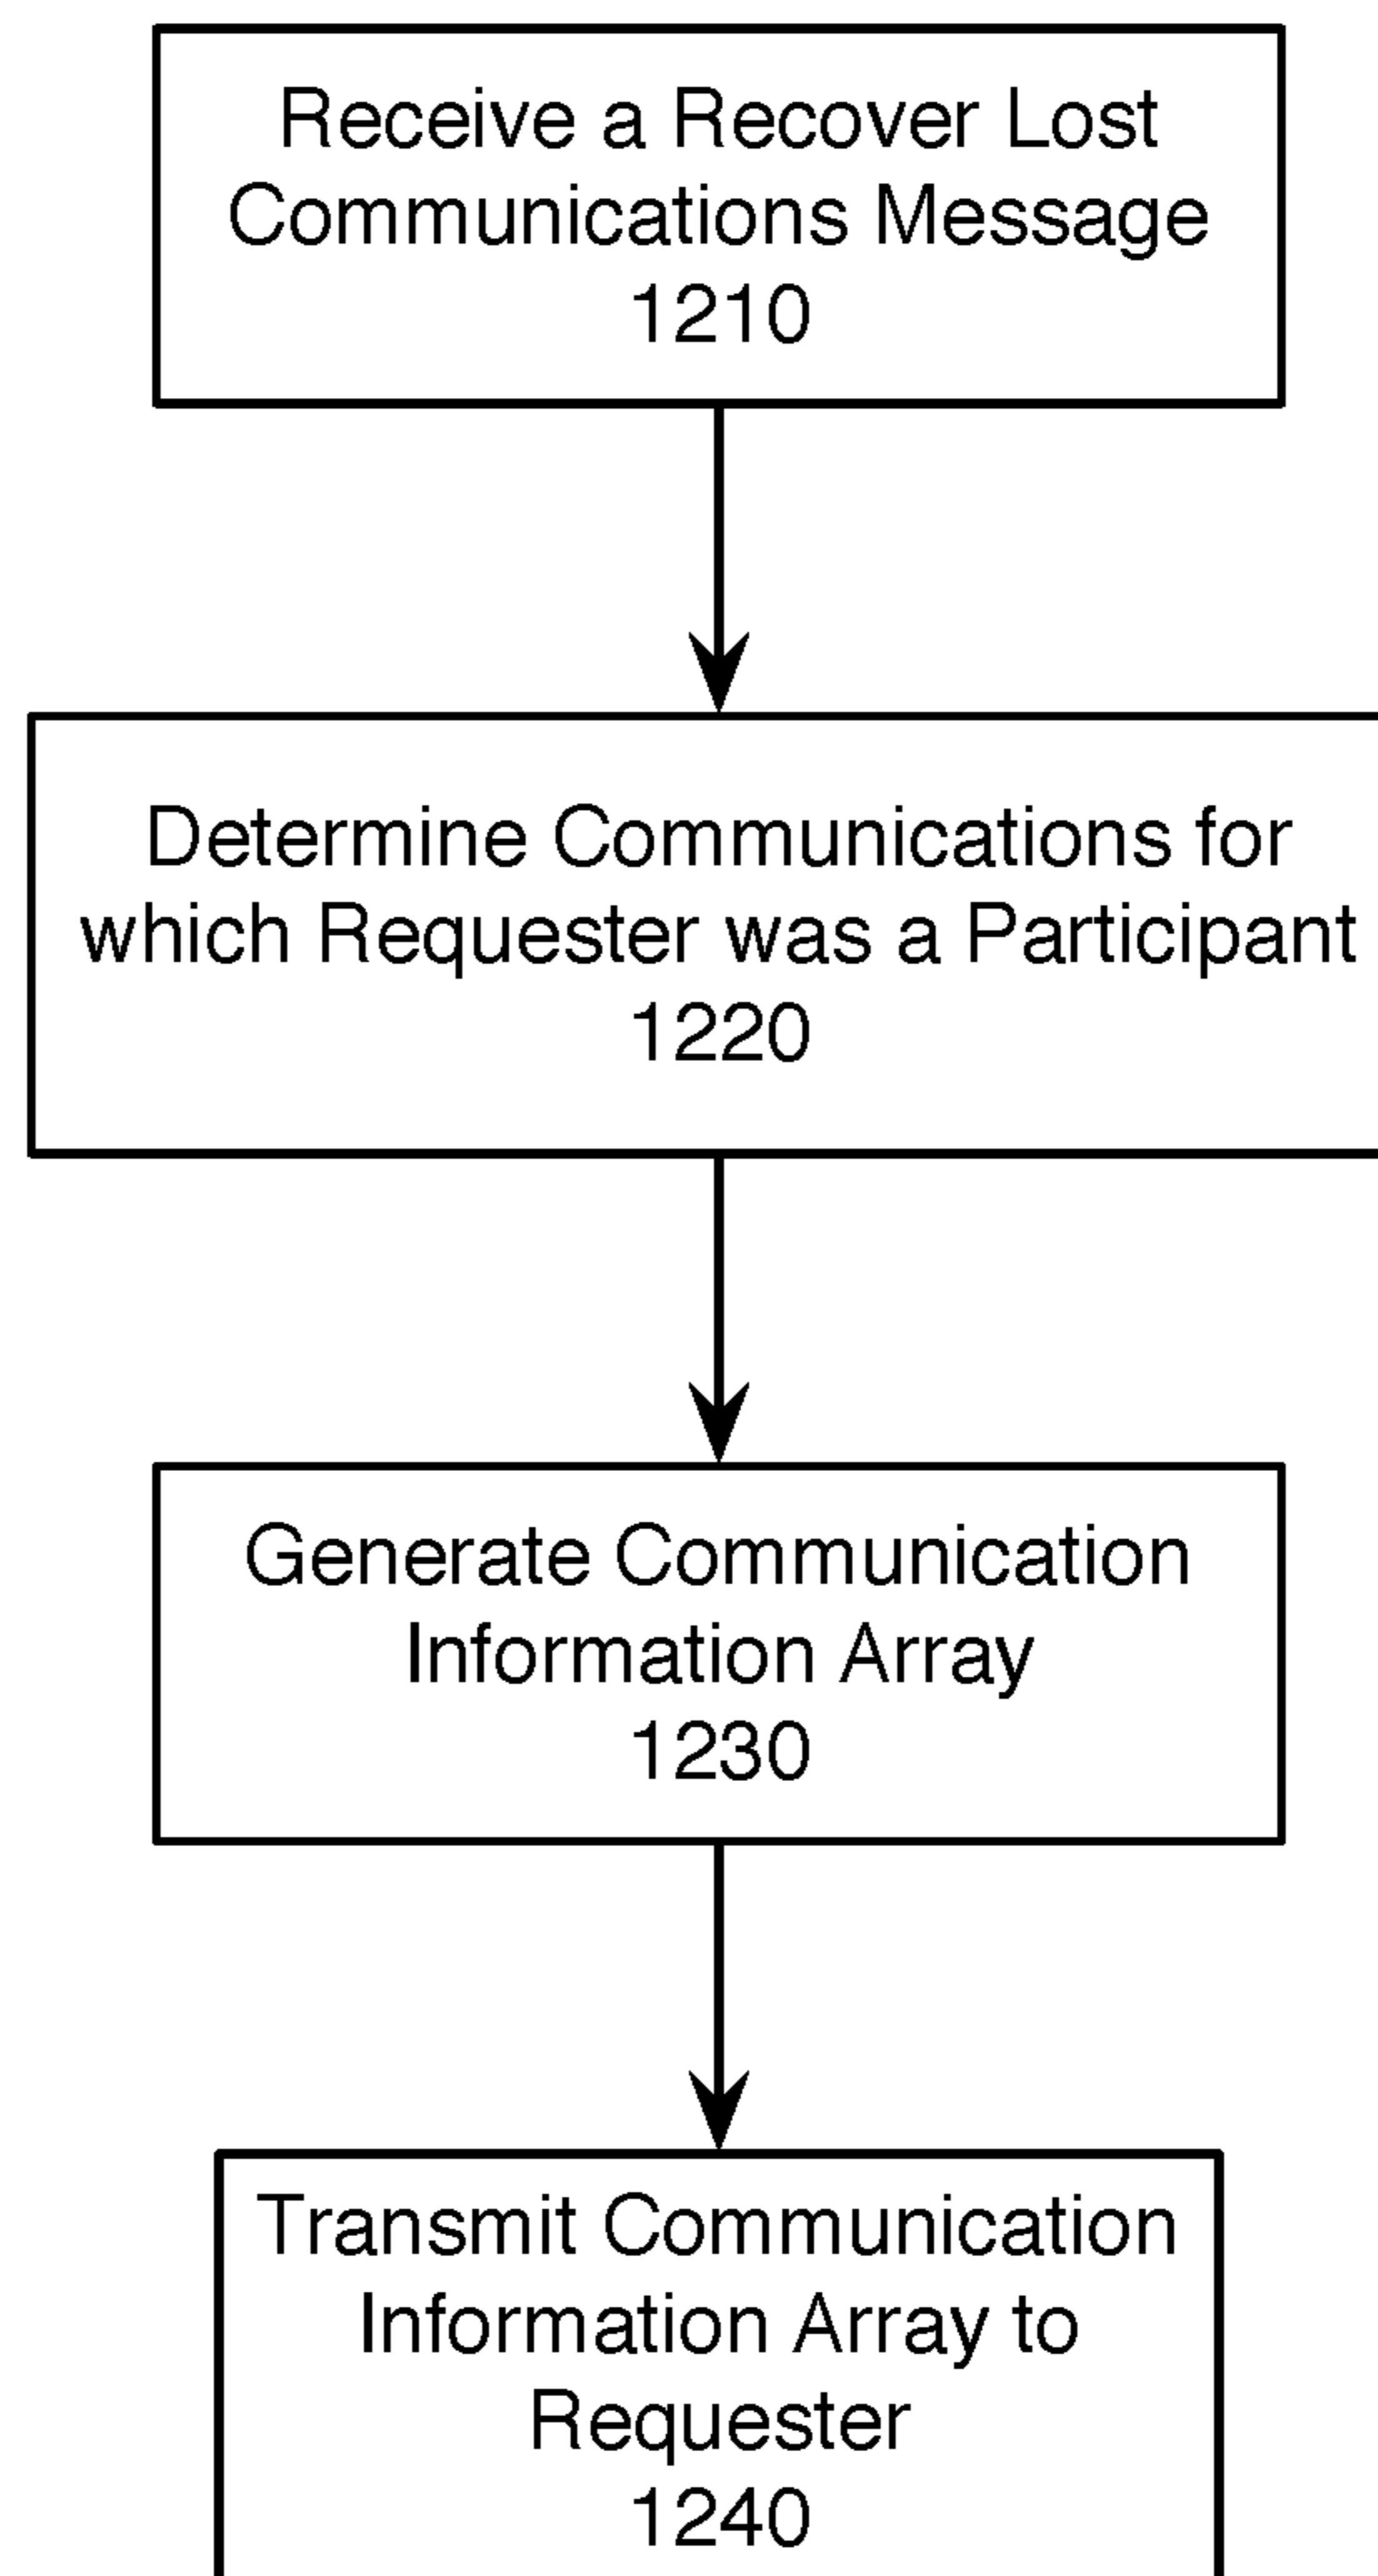 Receive a Recover Lost
Communications Message
1210
Determine Communications for
which Requester was a Participant
1220
Generate Communication
Information Array
1230
Transmit Communication
Information Array to
Requester
1240